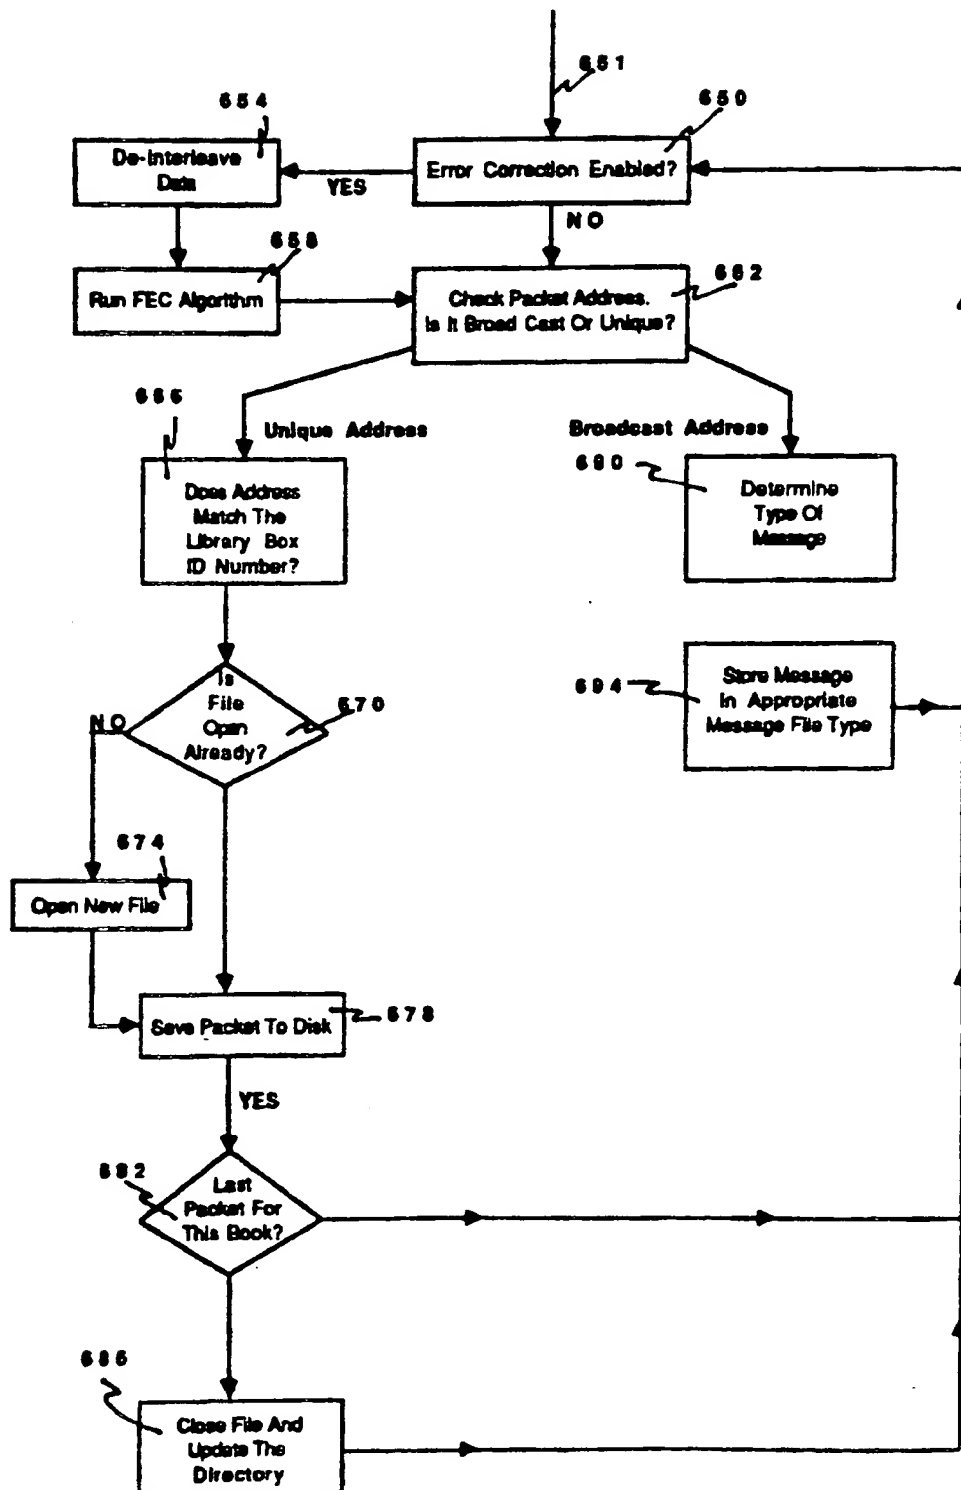 651
654
650
De-Interleave
Data
YES
Error Correction Enabled?
NO
658
662
Run FEC Algorithm
Check Packet Address.
Is It Broad Cast Or Unique?
666
Unique Address
Broadcast Address
690
Does Address
Match The
Library Box
ID Number?
Determine
Type Of
Message
Is
File
Open
Already?
NO
670
694
Store Message
In Appropriate
Message File Type
674
Open New File
Save Packet To Disk
678
YES
682
Last
Packet For
This Book?
686
Close File And
Update The
Directory